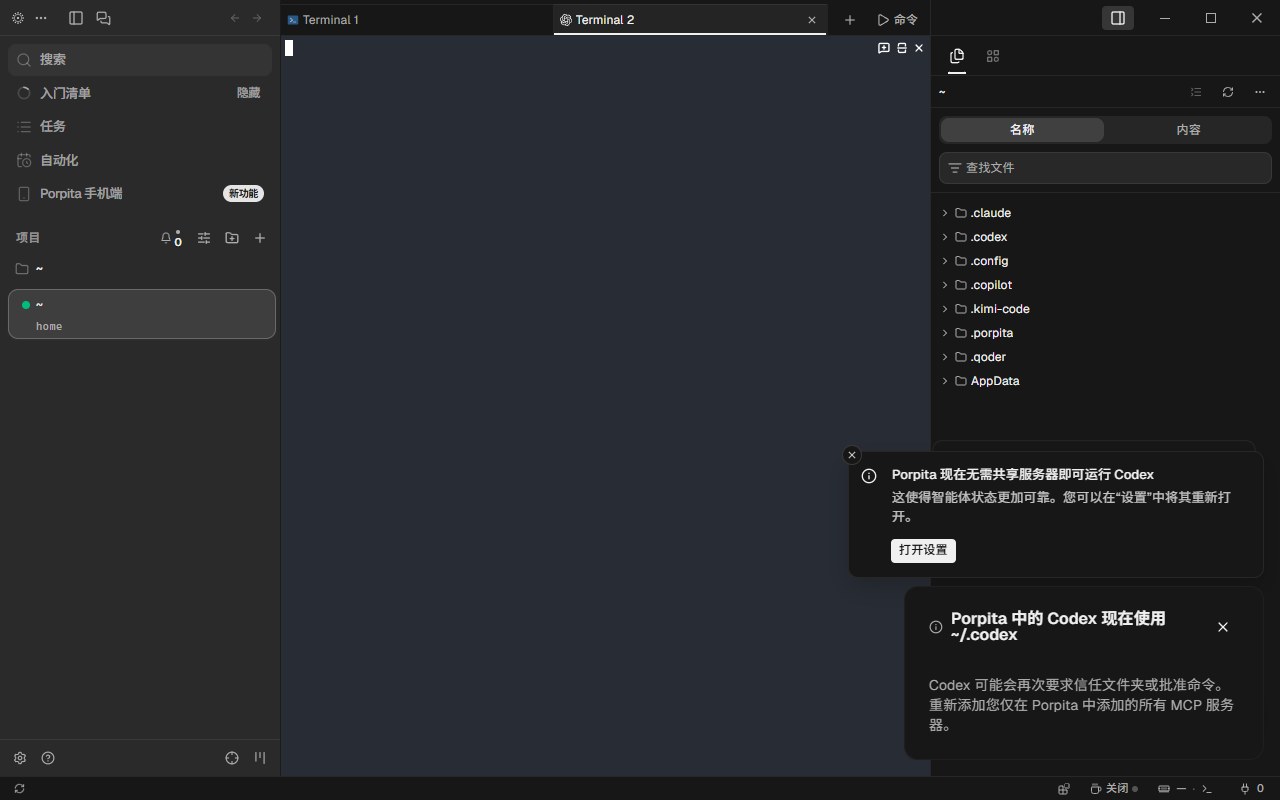 Terminal 1
Terminal 2
命令
搜索
入门清单
隐藏
任务
自动化
Porpita 手机端
新功能
项目
0
~
~
home
~
名称
内容
查找文件
.claude
.codex
.config
.copilot
.kimi-code
.porpita
.qoder
AppData
Porpita 现在无需共享服务器即可运行 Codex
这使得智能体状态更加可靠。您可以在“设置”中将其重新打
开。
打开设置
Porpita 中的 Codex 现在使用
~/.codex
Codex 可能会再次要求信任文件夹或批准命令。
重新添加您仅在 Porpita 中添加的所有 MCP 服务
器。
关闭
0